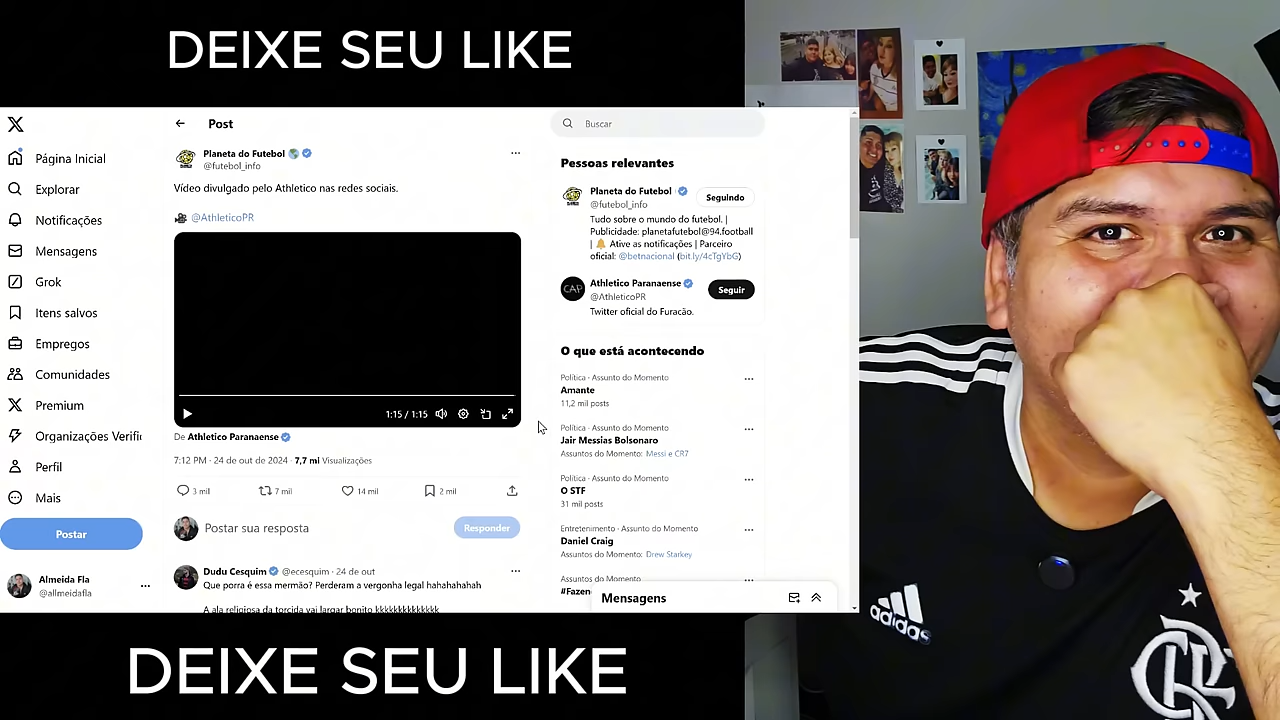 DEIXE SEU LIKE
Post
Buscar
Página Inicial
Explorar
Notificações
Mensagens
Grok
Itens salvos
Empregos
Comunidades
Premium
Organizações Verifi
Perfil
Mais
Postar
Almeida Fla
@allmeidafla
Planeta do Futebol
@futebol_info
Vídeo divulgado pelo Athletico nas redes sociais.
@AthleticoPR
1:15 / 1:15
De Athletico Paranaense
7:12 PM · 24 de out de 2024 · 7,7 mi Visualizações
3 mil
7 mil
14 mil
2 mil
Postar sua resposta
Responder
Dudu Cesquim @ecesquim · 24 de out
Que porra é essa mermão? Perderam a vergonha legal hahahahahah
A ala religiosa da torcida vai largar bonito kkkkkkkkkkkkkk
Pessoas relevantes
Planeta do Futebol
@futebol_info
Seguindo
Tudo sobre o mundo do futebol. |
Publicidade: planetafutebol@94.football
| Ative as notificações | Parceiro
oficial: @betnacional (bit.ly/4cTgYbG)
CAP
Athletico Paranaense
@AthleticoPR
Seguir
Twitter oficial do Furacão.
O que está acontecendo
Política · Assunto do Momento
Amante
11,2 mil posts
Política · Assunto do Momento
Jair Messias Bolsonaro
Assuntos do Momento: Messi e CR7
Política · Assunto do Momento
O STF
31 mil posts
Entretenimento · Assunto do Momento
Daniel Craig
Assuntos do Momento: Drew Starkey
Assunto do Momento
#Fazen
Mensagens
adidas
DEIXE SEU LIKE